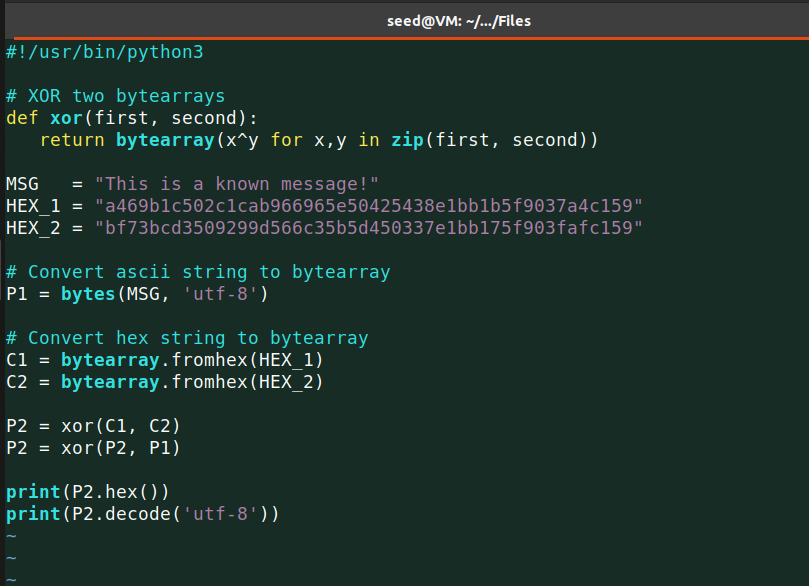 seed@VM: ~/.../Files
#!/usr/bin/python3
# XOR two bytearrays
def xor(first, second):
   return bytearray(x^y for x,y in zip(first, second))
MSG   = "This is a known message!"
HEX_1 = "a469b1c502c1cab966965e50425438e1bb1b5f9037a4c159"
HEX_2 = "bf73bcd3509299d566c35b5d450337e1bb175f903fafc159"
# Convert ascii string to bytearray
P1 = bytes(MSG, 'utf-8')
# Convert hex string to bytearray
C1 = bytearray.fromhex(HEX_1)
C2 = bytearray.fromhex(HEX_2)
P2 = xor(C1, C2)
P2 = xor(P2, P1)
print(P2.hex())
print(P2.decode('utf-8'))
~
~
~